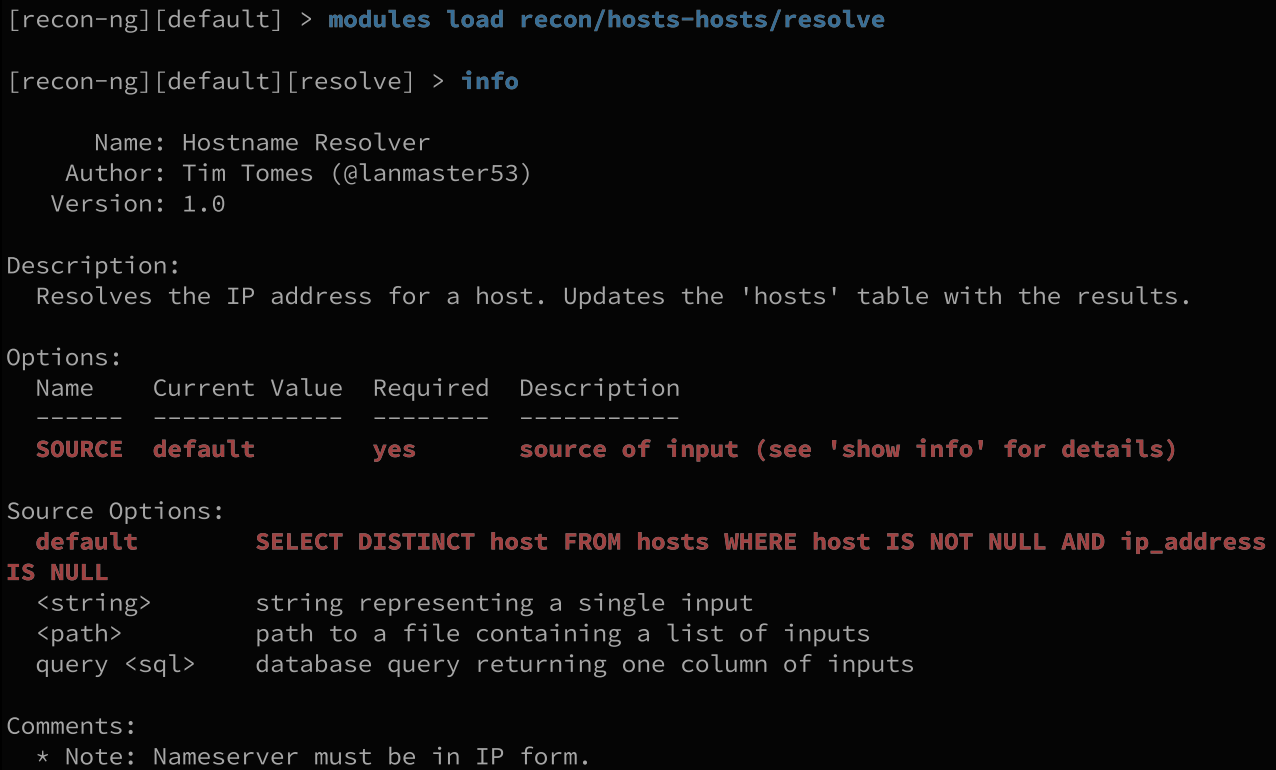 [recon-ng][default] > modules load recon/hosts-hosts/resolve
[recon-ng][default][resolve] > info
Name: Hostname Resolver
Author: Tim Tomes (@lanmaster53)
Version: 1.0
Description:
Resolves the IP address for a host. Updates the 'hosts' table with the results.
Options:
Name    Current Value  Required  Description
------  -------------  --------  -----------
SOURCE  default        yes       source of input (see 'show info' for details)
Source Options:
default        SELECT DISTINCT host FROM hosts WHERE host IS NOT NULL AND ip_address
IS NULL
<string>       string representing a single input
<path>         path to a file containing a list of inputs
query <sql>    database query returning one column of inputs
Comments:
* Note: Nameserver must be in IP form.